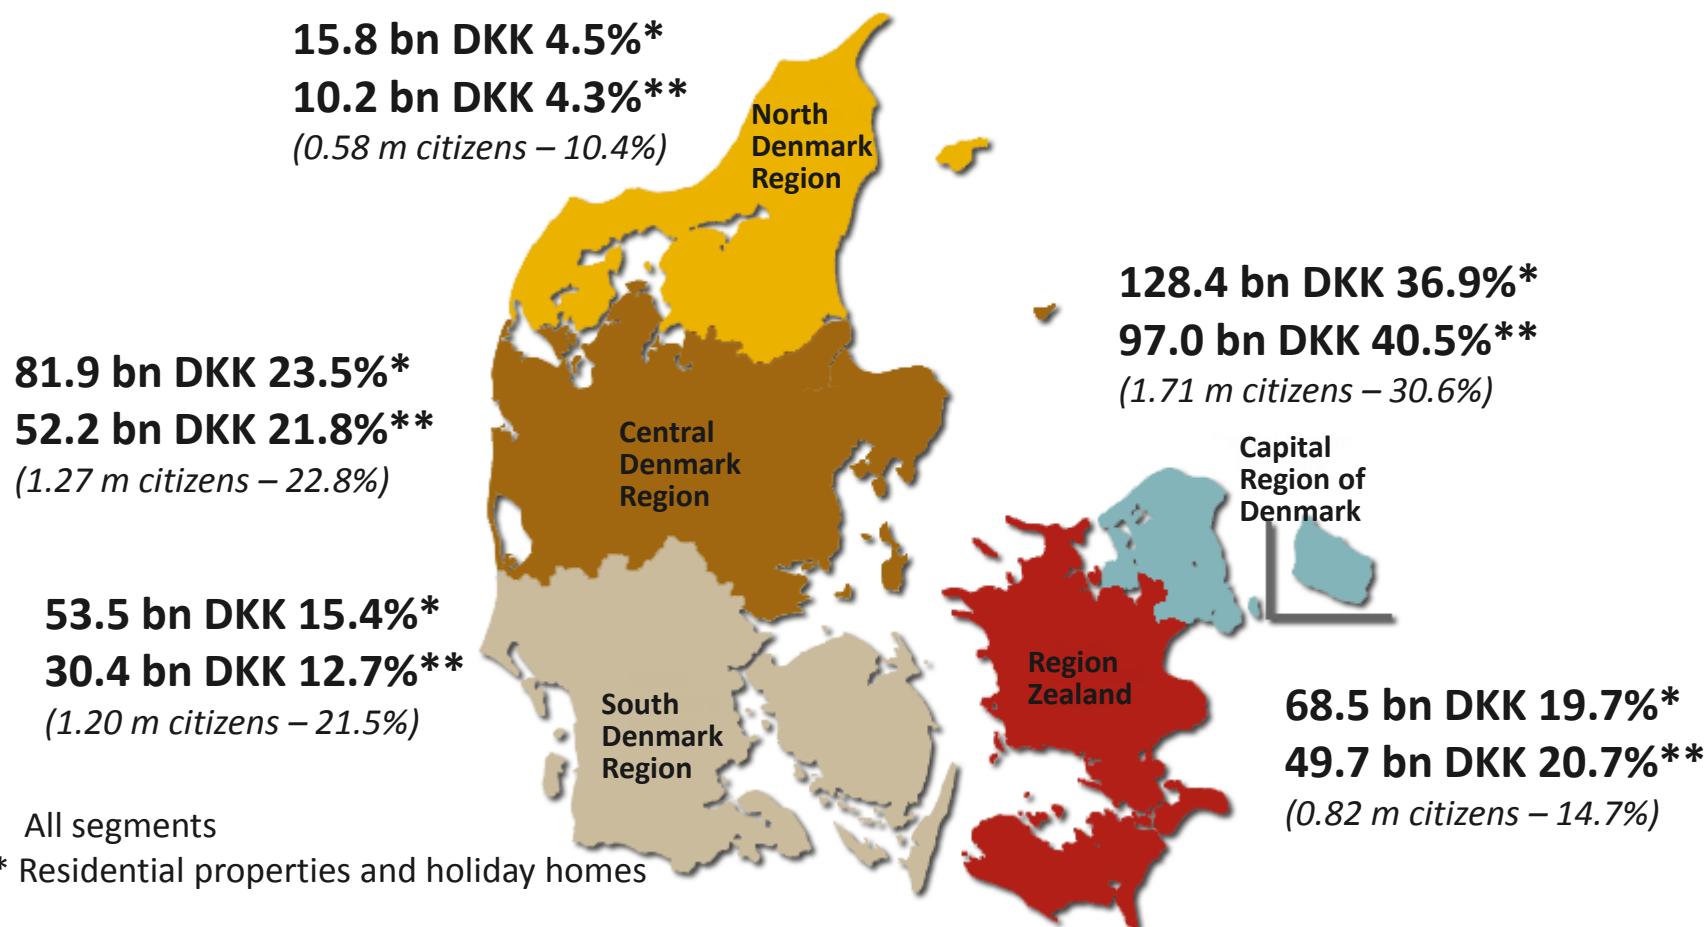 15.8 bn DKK 4.5%*
10.2 bn DKK 4.3%**
(0.58 m citizens – 10.4%)
North
Denmark
Region
128.4 bn DKK 36.9%*
97.0 bn DKK 40.5%**
(1.71 m citizens – 30.6%)
81.9 bn DKK 23.5%*
52.2 bn DKK 21.8%**
(1.27 m citizens – 22.8%)
Central
Denmark
Region
Capital
Region of
Denmark
53.5 bn DKK 15.4%*
30.4 bn DKK 12.7%**
(1.20 m citizens – 21.5%)
South
Denmark
Region
Region
Zealand
68.5 bn DKK 19.7%*
49.7 bn DKK 20.7%**
(0.82 m citizens – 14.7%)
All segments
* Residential properties and holiday homes